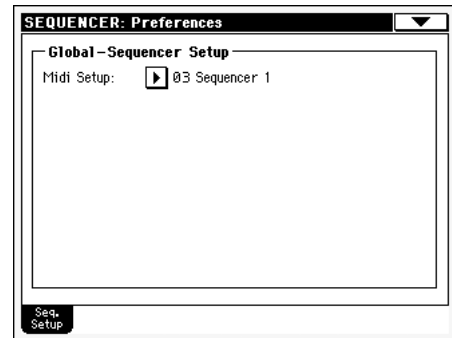 SEQUENCER: Preferences
Global-Sequencer Setup
Midi Setup: 03 Sequencer 1
Seq.
Setup